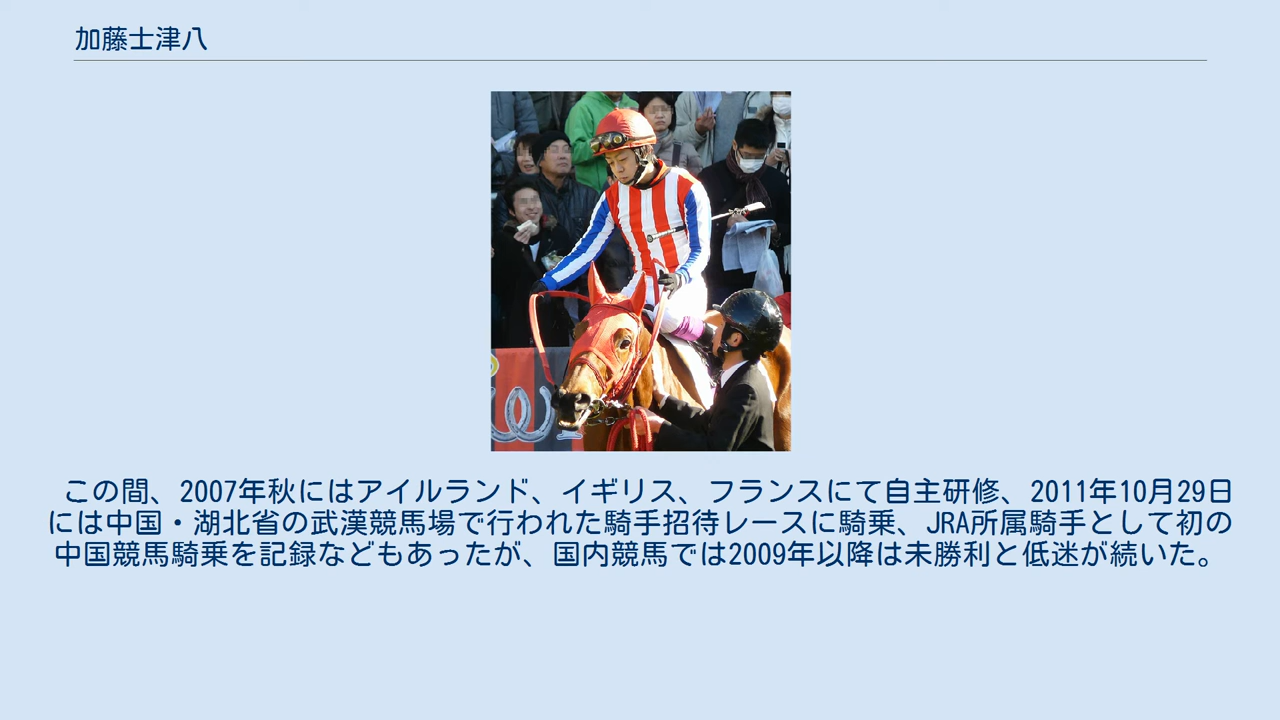 加藤士津八
この間、2007年秋にはアイルランド、イギリス、フランスにて自主研修、2011年10月29日
には中国・湖北省の武漢競馬場で行われた騎手招待レースに騎乗、JRA所属騎手として初の
中国競馬騎乗を記録などもあったが、国内競馬では2009年以降は未勝利と低迷が続いた。